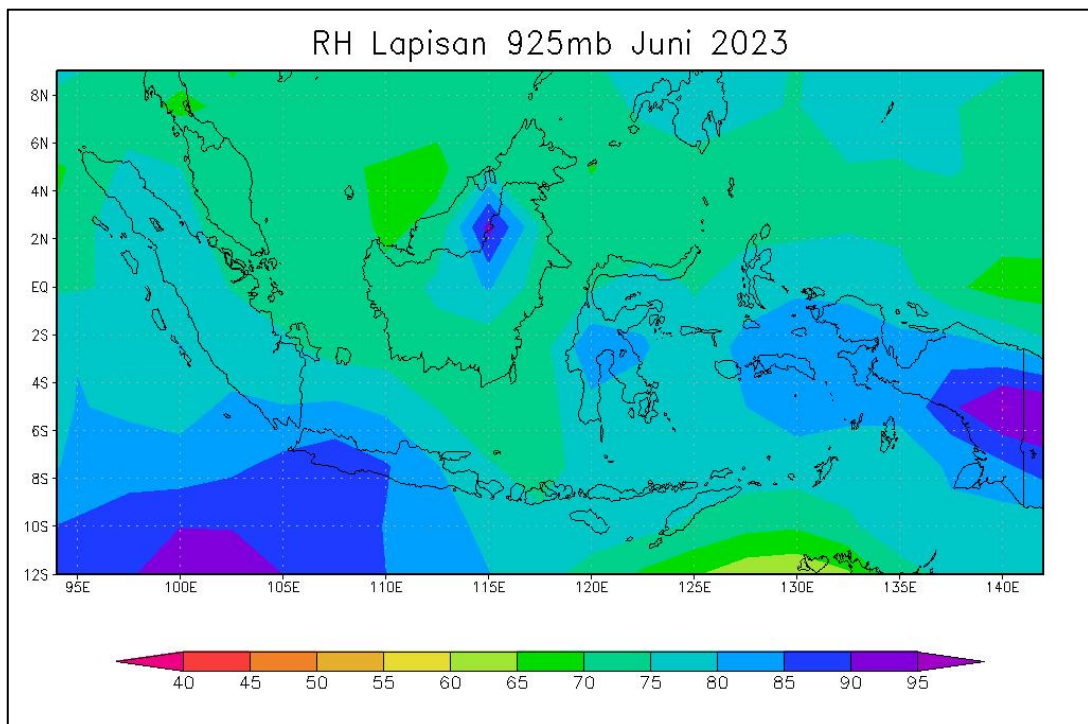 RH Lapisan 925mb Juni 2023
8N
6N
4N
2N
EQ
2S
4S
6S
8S
10S
12S
95E 100E 105E 110E 115E 120E 125E 130E 135E 140E
40 45 50 55 60 65 70 75 80 85 90 95